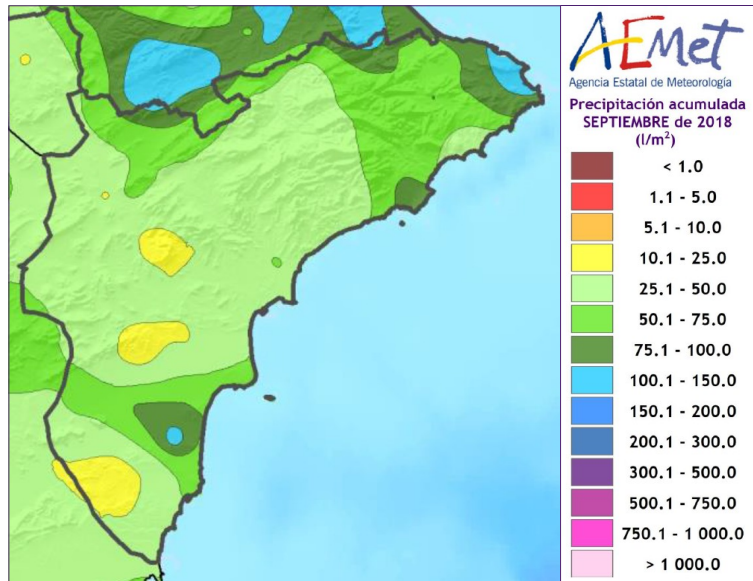 AEMet
Agencia Estatal de Meteorología
Precipitación acumulada
SEPTIEMBRE de 2018
(l/m²)
< 1.0
1.1 - 5.0
5.1 - 10.0
10.1 - 25.0
25.1 - 50.0
50.1 - 75.0
75.1 - 100.0
100.1 - 150.0
150.1 - 200.0
200.1 - 300.0
300.1 - 500.0
500.1 - 750.0
750.1 - 1 000.0
> 1 000.0